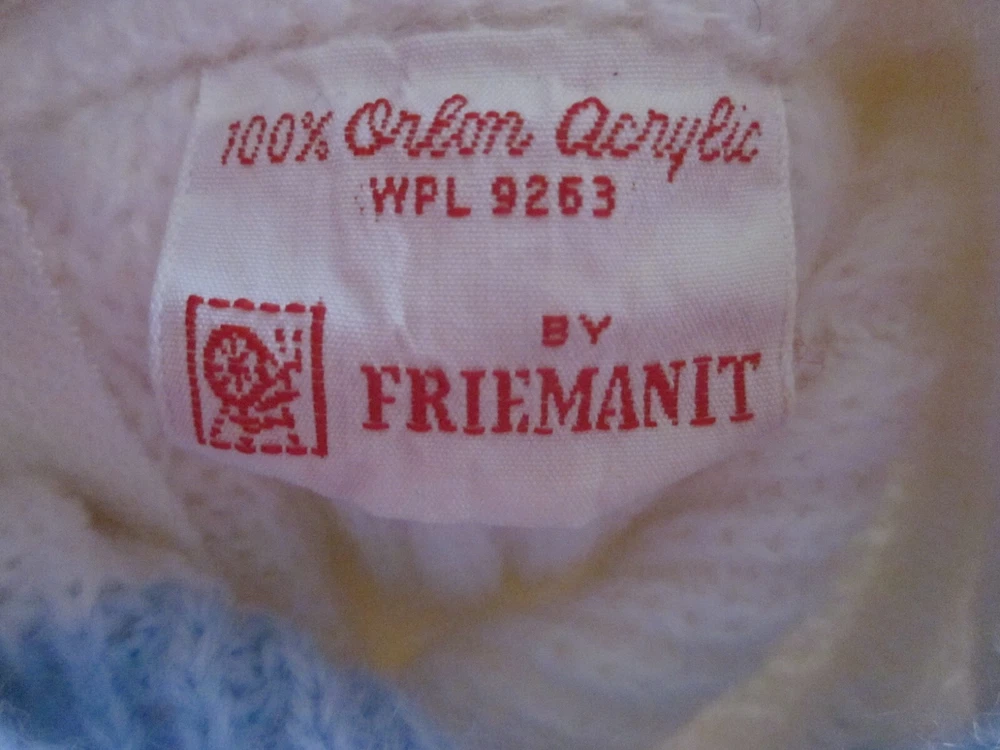 100% Orlon Acrylic
WPL 9263
BY
FRIEMANIT